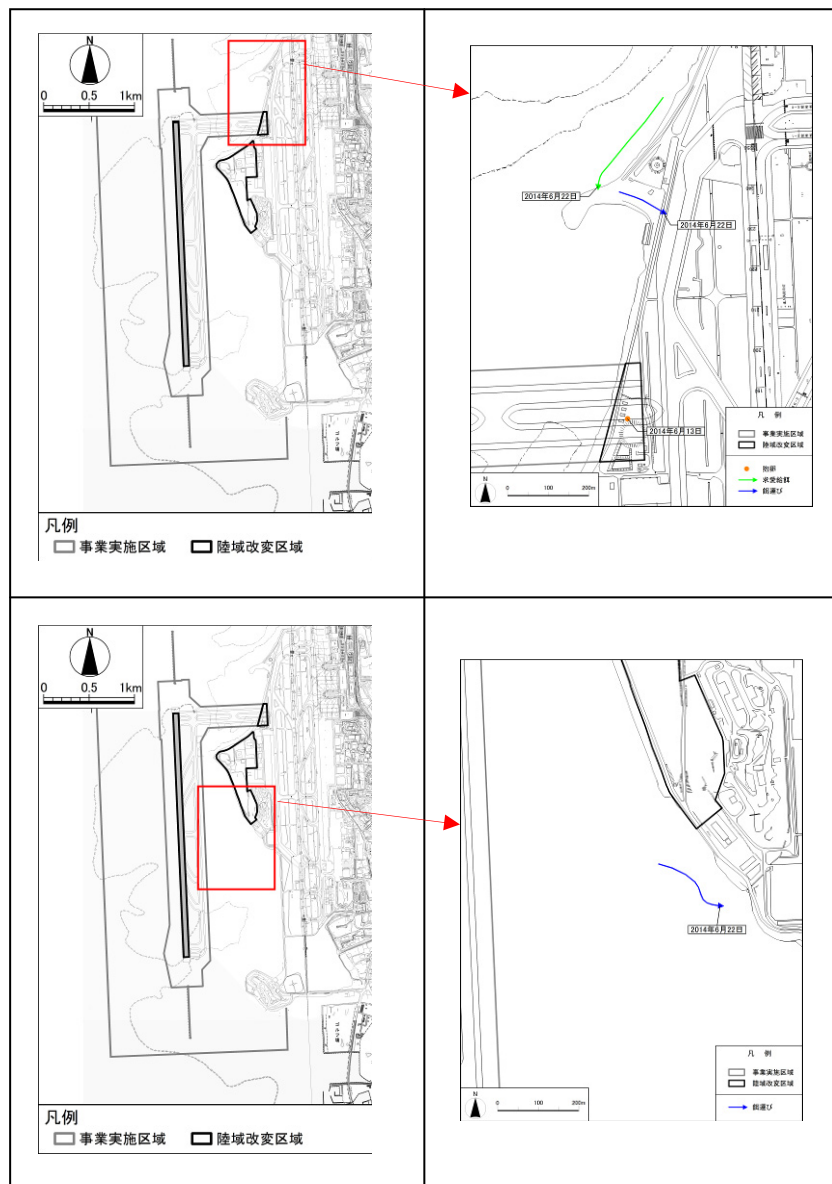 N
0 0.5 1km
凡例
事業実施区域 陸域改変区域
2014年6月22日
2014年6月22日
2014年6月13日
凡 例
事業実施区域
陸域改変区域
抱卵
求愛給餌
餌運び
N
0 100 200m
N
0 0.5 1km
凡例
事業実施区域 陸域改変区域
2014年6月22日
凡 例
事業実施区域
陸域改変区域
餌運び
N
0 100 200m